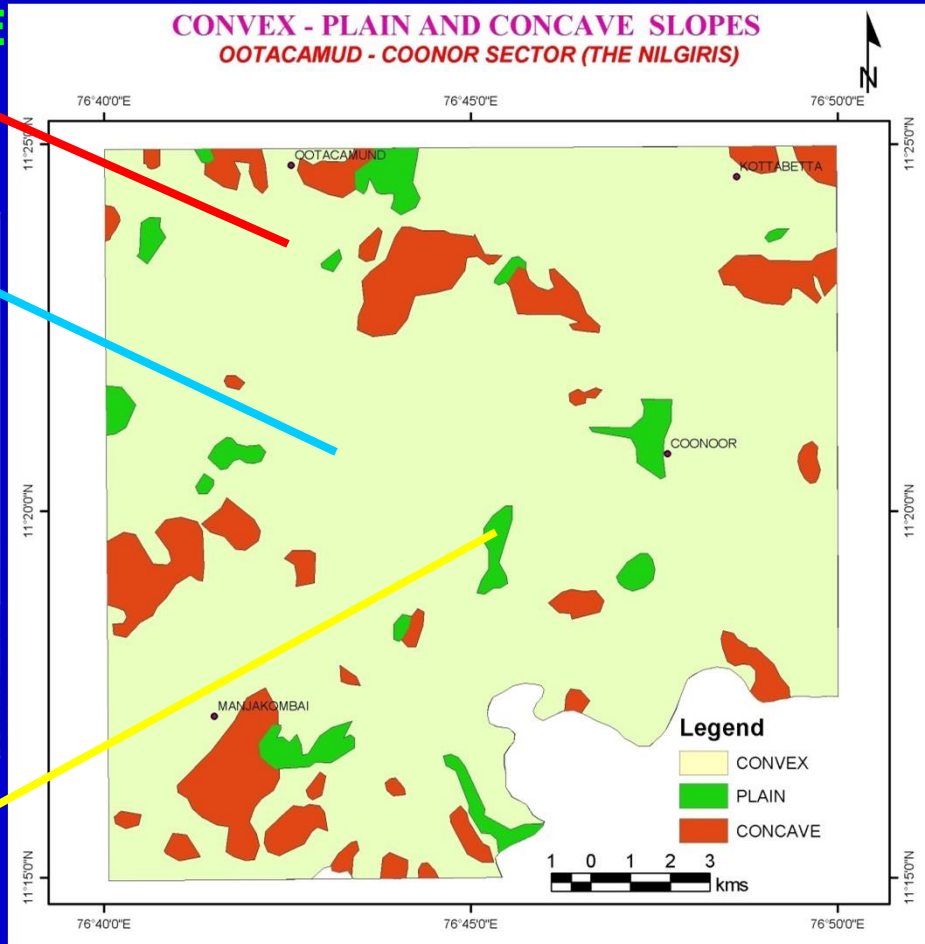 CONVEX - PLAIN AND CONCAVE SLOPES
OOTACAMUD - COONOR SECTOR (THE NILGIRIS)
N
76°40'0"E 76°45'0"E 76°50'0"E
11°25'0"N 11°25'0"N
OOTACAMUND
KOTTABETTA
COONOOR
11°20'0"N 11°20'0"N
MANJAKOMBAI
Legend
CONVEX
PLAIN
CONCAVE
1 0 1 2 3
kms
11°15'0"N 11°15'0"N
76°40'0"E 76°45'0"E 76°50'0"E